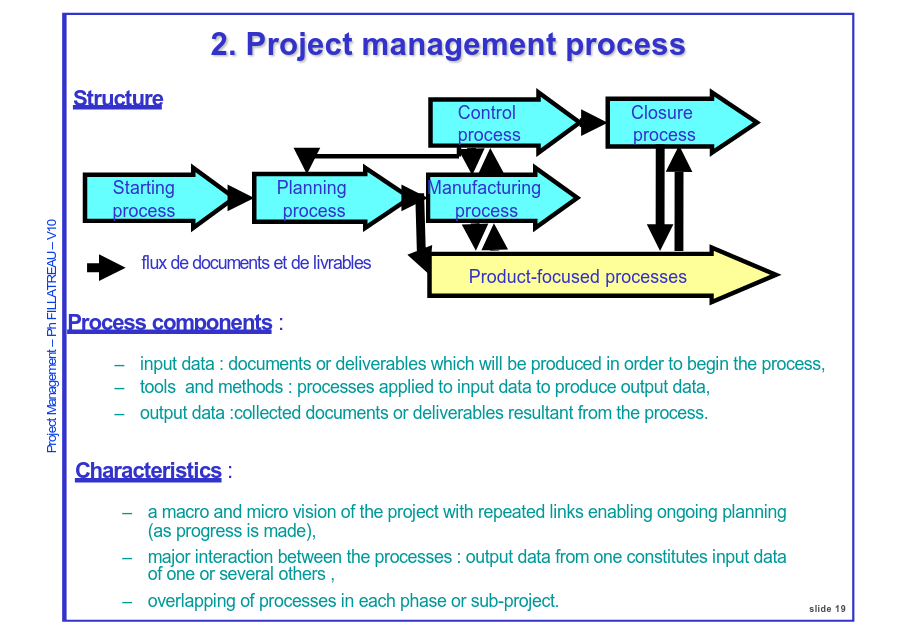 2. Project management process
Structure
Control
process
Closure
process
Starting
process
Planning
process
Manufacturing
process
flux de documents et de livrables
Product-focused processes
Project Management – Ph FILLATREAU – V10
Process components :
– input data : documents or deliverables which will be produced in order to begin the process,
– tools and methods : processes applied to input data to produce output data,
– output data :collected documents or deliverables resultant from the process.
Characteristics :
– a macro and micro vision of the project with repeated links enabling ongoing planning
(as progress is made),
– major interaction between the processes : output data from one constitutes input data
of one or several others ,
– overlapping of processes in each phase or sub-project.
slide 19